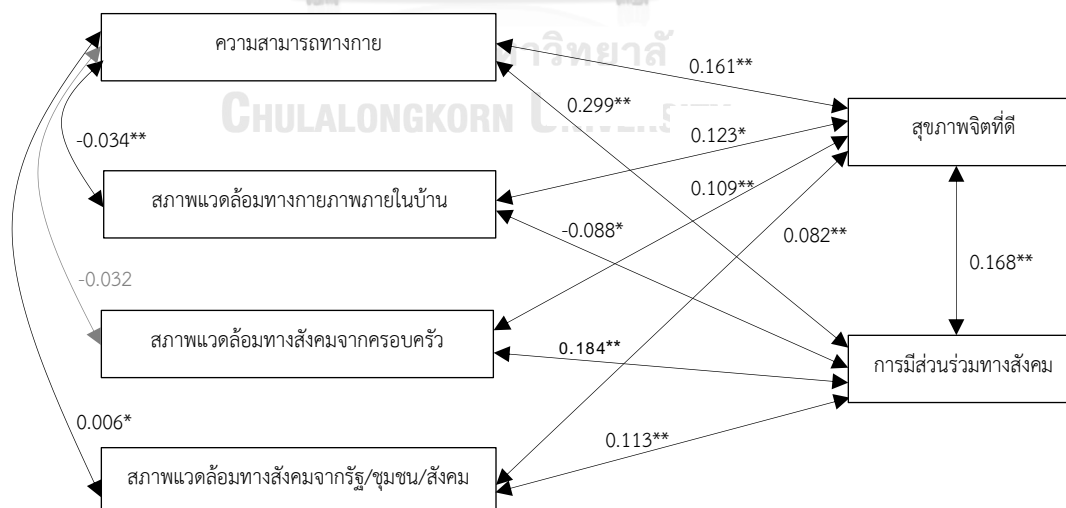 ความสามารถทางกาย
าวิทยาลั
CHULALONGKORN
0.161**
0.299**
สุขภาพจิตที่ดี
-0.034**
0.123*
สภาพแวดล้อมทางกายภาพภายในบ้าน
0.109**
-0.088*
0.082**
0.168**
-0.032
สภาพแวดล้อมทางสังคมจากครอบครัว
0.184**
การมีส่วนร่วมทางสังคม
0.006*
0.113**
สภาพแวดล้อมทางสังคมจากรัฐ/ชุมชน/สังคม